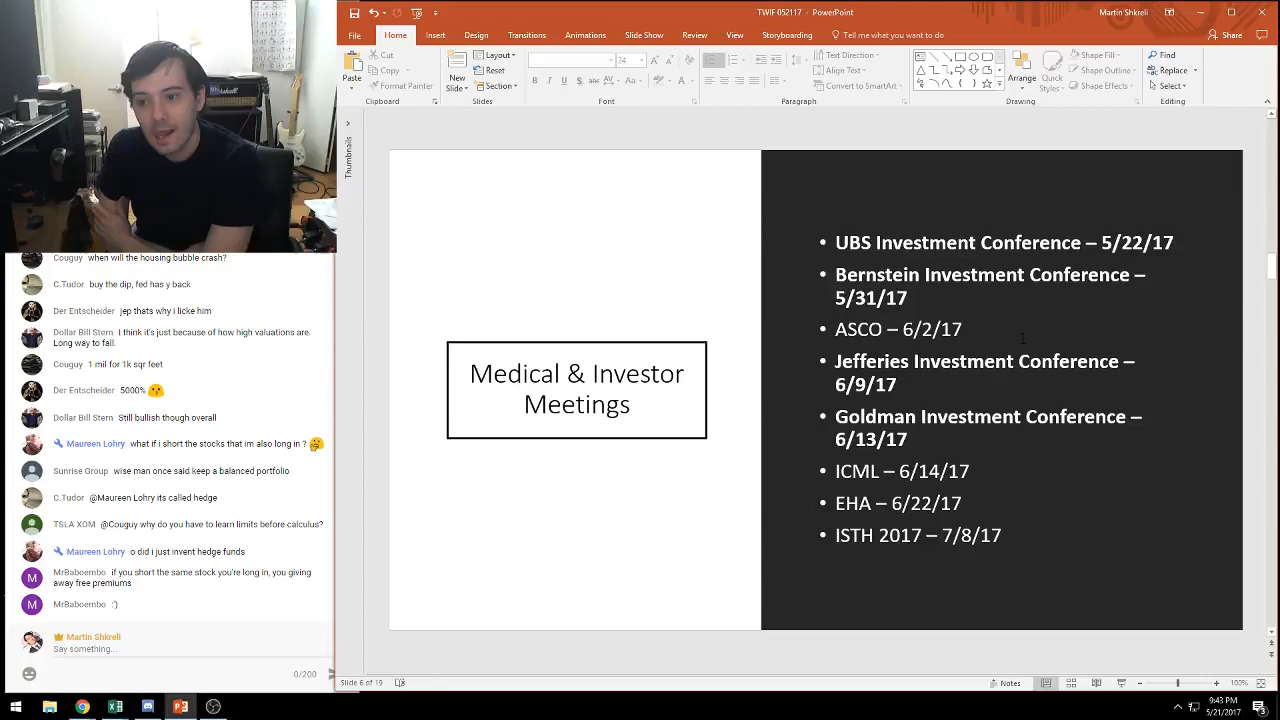 TWIF 052117 - PowerPoint
Martin Shkreli
File
Home
Insert
Design
Transitions
Animations
Slide Show
Review
View
Storyboarding
Tell me what you want to do
Share
Paste
Cut
Copy
Format Painter
Clipboard
New
Slide
Layout
Reset
Section
Slides
24
Font
Text Direction
Align Text
Convert to SmartArt
Paragraph
Arrange
Quick
Styles
Shape Fill
Shape Outline
Shape Effects
Drawing
Find
Replace
Select
Editing
Thumbnails
Marshall
Couguy when will the housing bubble crash?
C.Tudor buy the dip, fed has y back
Der Entscheider jep thats why i licke him
Dollar Bill Stern I think it's just because of how high valuations are.
Long way to fall.
Couguy 1 mil for 1k sqr feet
Der Entscheider 5000%
Dollar Bill Stern Still bullish though overall
Maureen Lohry what if i short the stocks that im also long in ?
Sunrise Group wise man once said keep a balanced portfolio
C.Tudor @Maureen Lohry its called hedge
TSLA XOM @Couguy why do you have to learn limits before calculus?
Maureen Lohry o did i just invent hedge funds
MrBaboembo if you short the same stock you're long in, you giving
away free premiums
MrBaboembo :')
Martin Shkreli
Say something...
0/200
Medical & Investor
Meetings
• UBS Investment Conference – 5/22/17
• Bernstein Investment Conference –
5/31/17
• ASCO – 6/2/17
• Jefferies Investment Conference –
6/9/17
• Goldman Investment Conference –
6/13/17
• ICML – 6/14/17
• EHA – 6/22/17
• ISTH 2017 – 7/8/17
Slide 6 of 19
Notes
100%
9:43 PM
5/21/2017